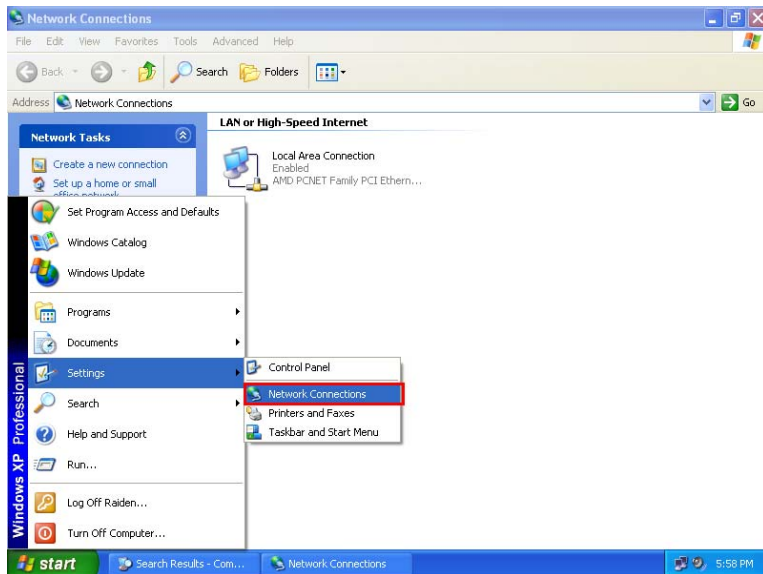 Network Connections
File Edit View Favorites Tools Advanced Help
Back Search Folders
Address Network Connections Go
LAN or High-Speed Internet
Network Tasks
Create a new connection
Set up a home or small
office network
Local Area Connection
Enabled
AMD PCNET Family PCI Ethern...
Set Program Access and Defaults
Windows Catalog
Windows Update
Programs
Documents
Settings
Search
Help and Support
Run...
Log Off Raiden...
Turn Off Computer...
Control Panel
Network Connections
Printers and Faxes
Taskbar and Start Menu
Windows XP Professional
start Search Results - Com... Network Connections 5:58 PM